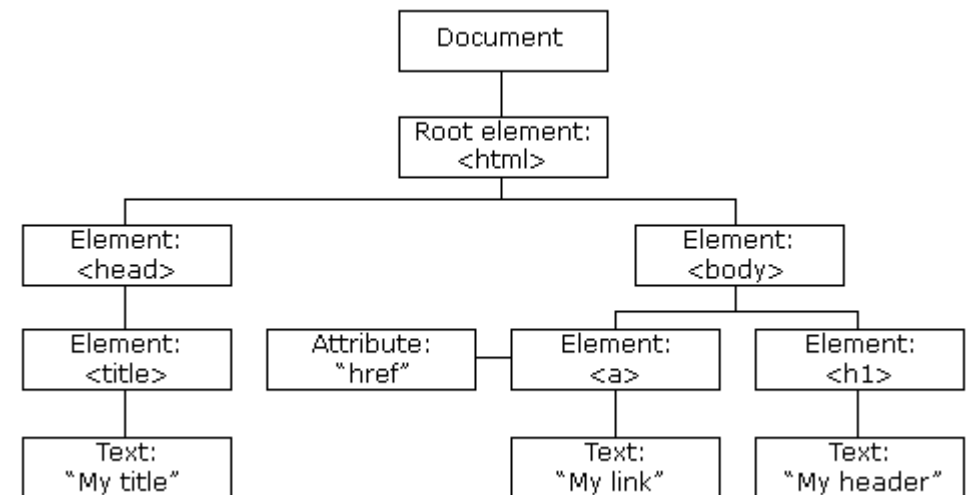 Document
Root element:
<html>
Element:
<head>
Element:
<body>
Element:
<title>
Attribute:
“href”
Element:
<a>
Element:
<h1>
Text:
“My title”
Text:
“My link”
Text:
“My header”